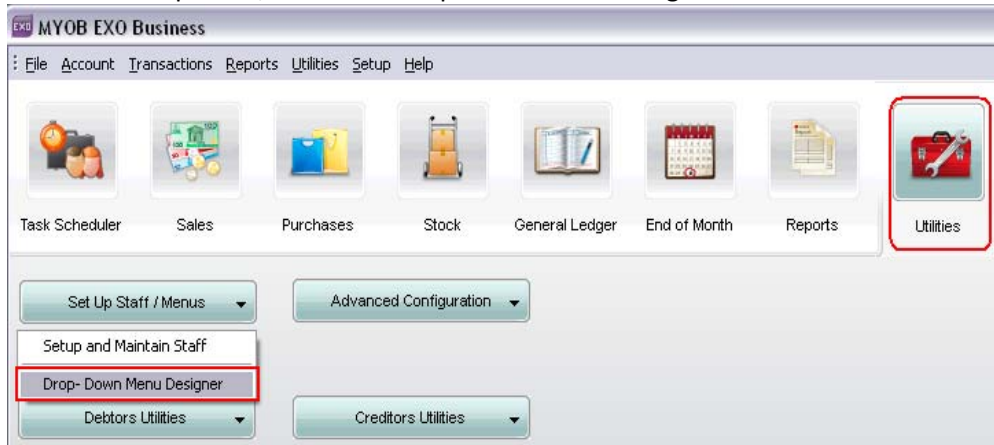 EXO MYOB EXO Business
File Account Transactions Reports Utilities Setup Help
Task Scheduler Sales Purchases Stock General Ledger End of Month Reports Utilities
Set Up Staff / Menus Advanced Configuration
Setup and Maintain Staff
Drop- Down Menu Designer
Debtors Utilities Creditors Utilities